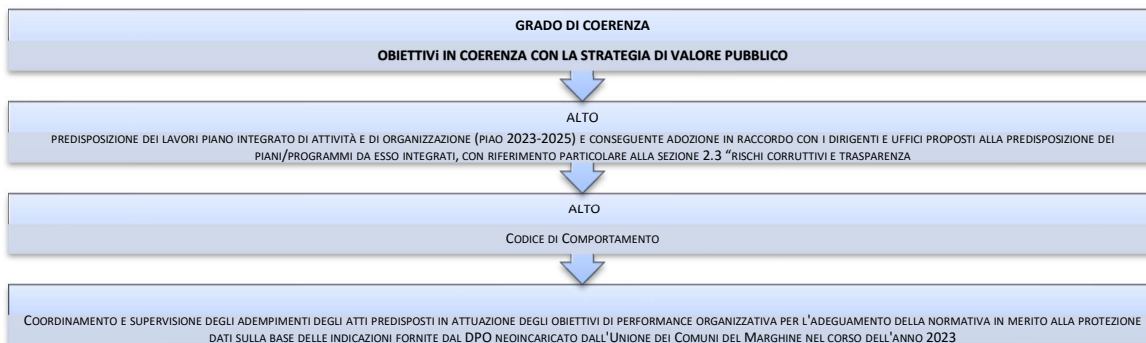 GRADO DI COERENZA
OBIETTIVi IN COERENZA CON LA STRATEGIA DI VALORE PUBBLICO
ALTO
PREDISPOSIZIONE DEI LAVORI PIANO INTEGRATO DI ATTIVITÀ E DI ORGANIZZAZIONE (PIAO 2023-2025) E CONSEGUENTE ADOZIONE IN RACCORDO CON I DIRIGENTI E UFFICI PROPOSTI ALLA PREDISPOSIZIONE DEI
PIANI/PROGRAMMI DA ESSO INTEGRATI, CON RIFERIMENTO PARTICOLARE ALLA SEZIONE 2.3 “RISCHI CORRUTTIVI E TRASPARENZA
ALTO
CODICE DI COMPORTAMENTO
COORDINAMENTO E SUPERVISIONE DEGLI ADEMPIMENTI DEGLI ATTI PREDISPOSTI IN ATTUAZIONE DEGLI OBIETTIVI DI PERFORMANCE ORGANIZZATIVA PER L'ADEGUAMENTO DELLA NORMATIVA IN MERITO ALLA PROTEZIONE
DATI SULLA BASE DELLE INDICAZIONI FORNITE DAL DPO NEOINCARICATO DALL'UNIONE DEI COMUNI DEL MARGHINE NEL CORSO DELL'ANNO 2023